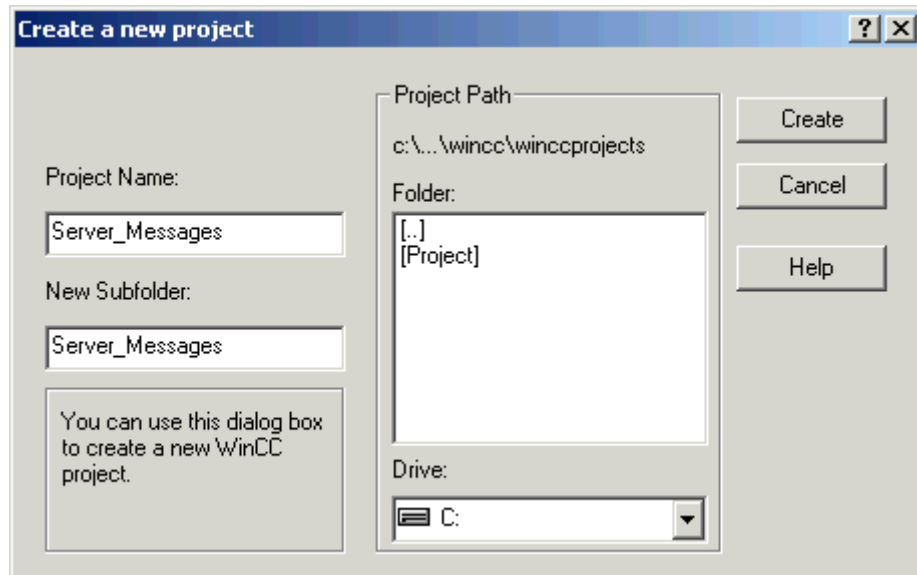 Create a new project
Project Name:
Server_Messages
New Subfolder:
Server_Messages
You can use this dialog box
to create a new WinCC
project.
Project Path
c:\...\wincc\winccprojects
Folder:
[..]
[Project]
Drive:
C:
Create
Cancel
Help